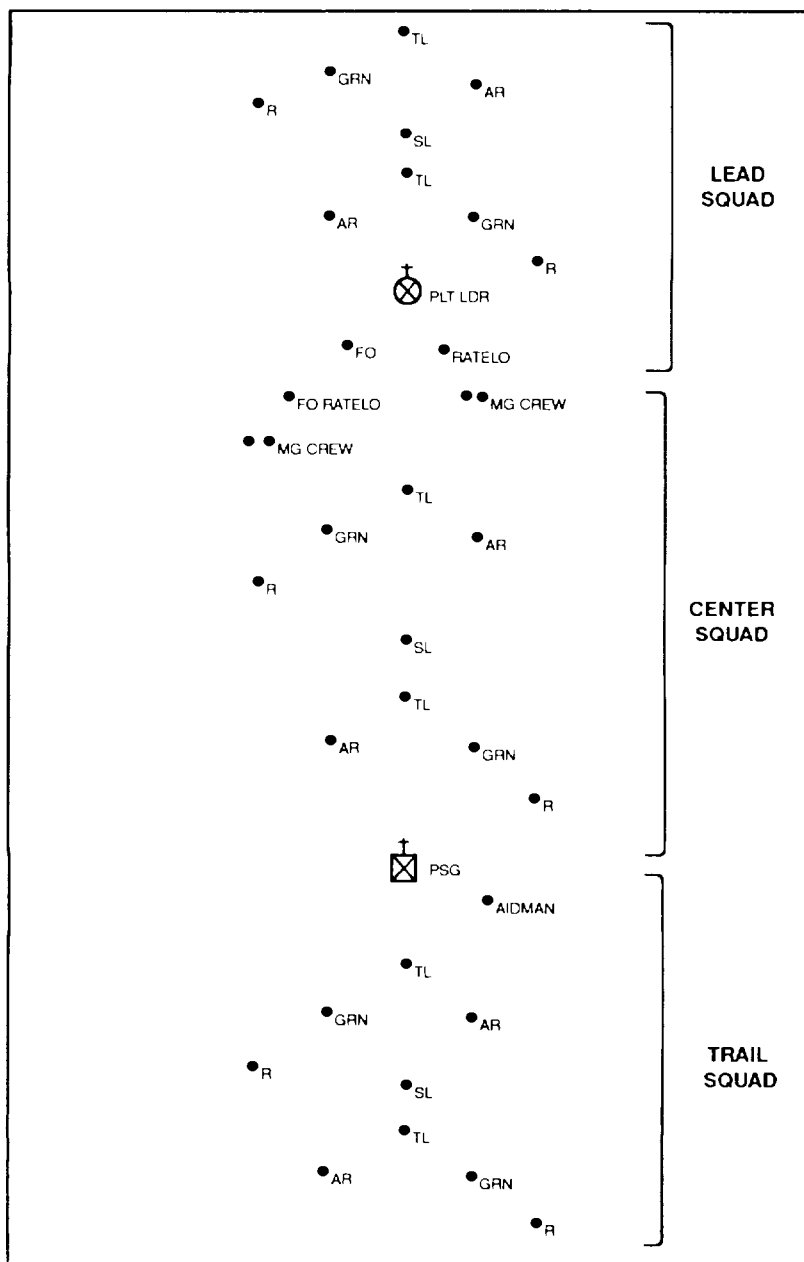 TL
GRN
AR
R
SL
TL
AR
GRN
R
PLT LDR
FO
RATELO
LEAD
SQUAD
FO RATELO
MG CREW
MG CREW
TL
GRN
AR
R
SL
TL
AR
GRN
R
CENTER
SQUAD
PSG
AIDMAN
TL
GRN
AR
R
SL
TL
AR
GRN
R
TRAIL
SQUAD